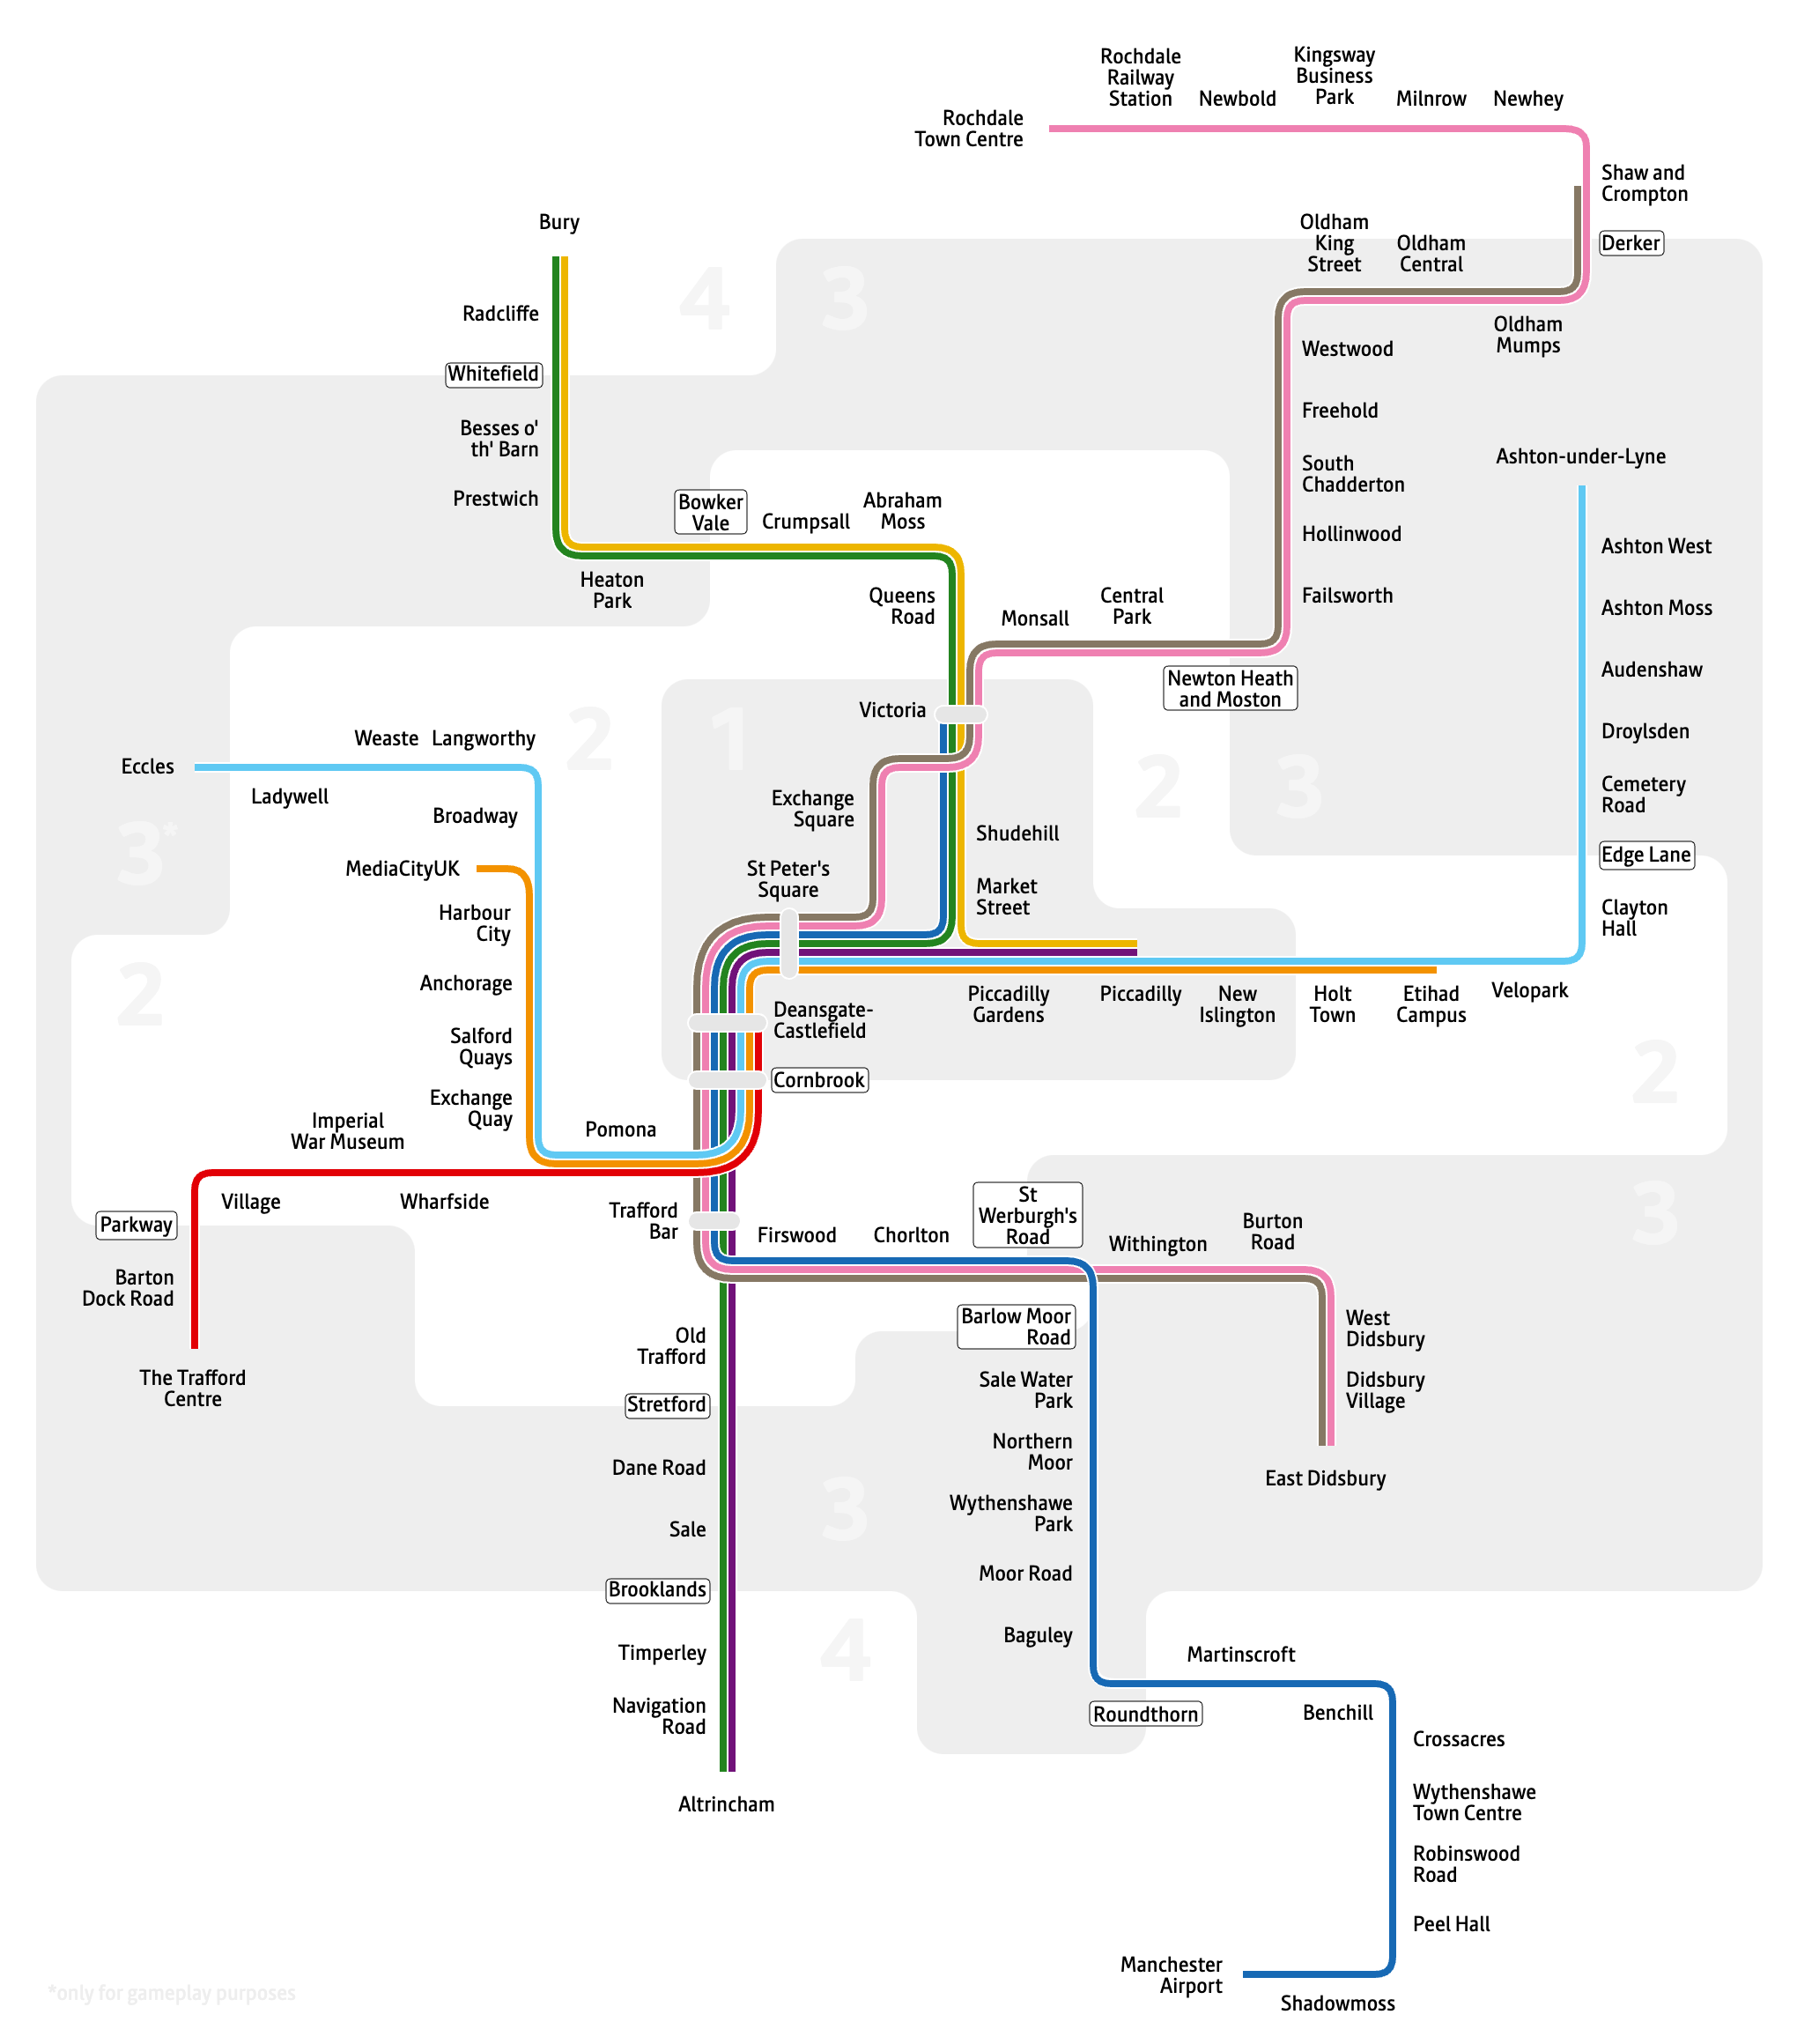 Rochdale
Railway
Station
Newbold
Kingsway
Business
Park
Milnrow
Newhey
Rochdale
Town Centre
Shaw and
Crompton
Derker
Oldham
King
Street
Oldham
Central
Oldham
Mumps
Bury
4
3
Radcliffe
Whitefield
Besses o'
th' Barn
Prestwich
Heaton
Park
Bowker
Vale
Crumpsall
Abraham
Moss
Queens
Road
Westwood
Freehold
South
Chadderton
Hollinwood
Failsworth
Monsall
Central
Park
Newton Heath
and Moston
Ashton-under-Lyne
Ashton West
Ashton Moss
Audenshaw
Droylsden
Cemetery
Road
Edge Lane
Clayton
Hall
Victoria
2
1
2
3
Eccles
Weaste
Langworthy
Ladywell
Broadway
3*
MediaCityUK
Harbour
City
Anchorage
Salford
Quays
Exchange
Quay
2
Exchange
Square
Shudehill
St Peter's
Square
Market
Street
Deansgate-
Castlefield
Cornbrook
Piccadilly
Gardens
Piccadilly
New
Islington
Holt
Town
Etihad
Campus
Velopark
2
Imperial
War Museum
Pomona
Village
Wharfside
Parkway
Barton
Dock Road
The Trafford
Centre
Trafford
Bar
Firswood
Chorlton
St
Werburgh's
Road
Withington
Burton
Road
3
West
Didsbury
Didsbury
Village
East Didsbury
Old
Trafford
Stretford
Dane Road
Sale
Brooklands
Timperley
Navigation
Road
Altrincham
3
4
Barlow Moor
Road
Sale Water
Park
Northern
Moor
Wythenshawe
Park
Moor Road
Baguley
Roundthorn
Martinscroft
Benchill
Crossacres
Wythenshawe
Town Centre
Robinswood
Road
Peel Hall
Shadowmoss
Manchester
Airport
*only for gameplay purposes